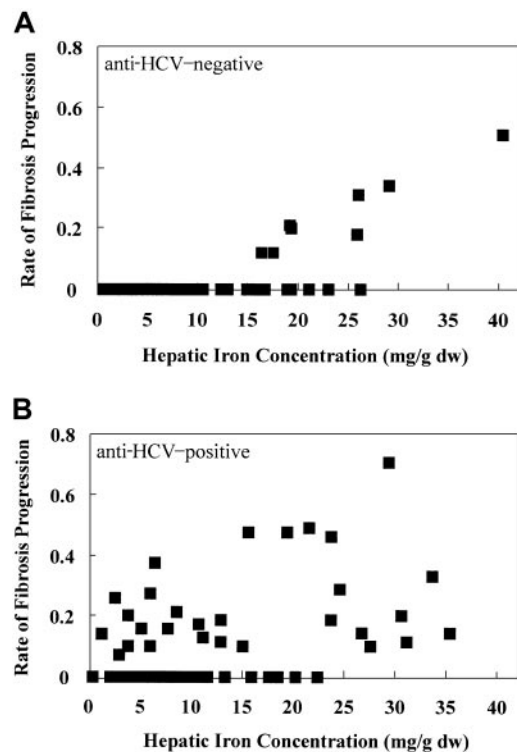 A
anti-HCV-negative
Rate of Fibrosis Progression
0.8
0.6
0.4
0.2
0
0 5 10 15 20 25 30 35 40
Hepatic Iron Concentration (mg/g dw)
B
anti-HCV-positive
Rate of Fibrosis Progression
0.8
0.6
0.4
0.2
0
0 5 10 15 20 25 30 35 40
Hepatic Iron Concentration (mg/g dw)